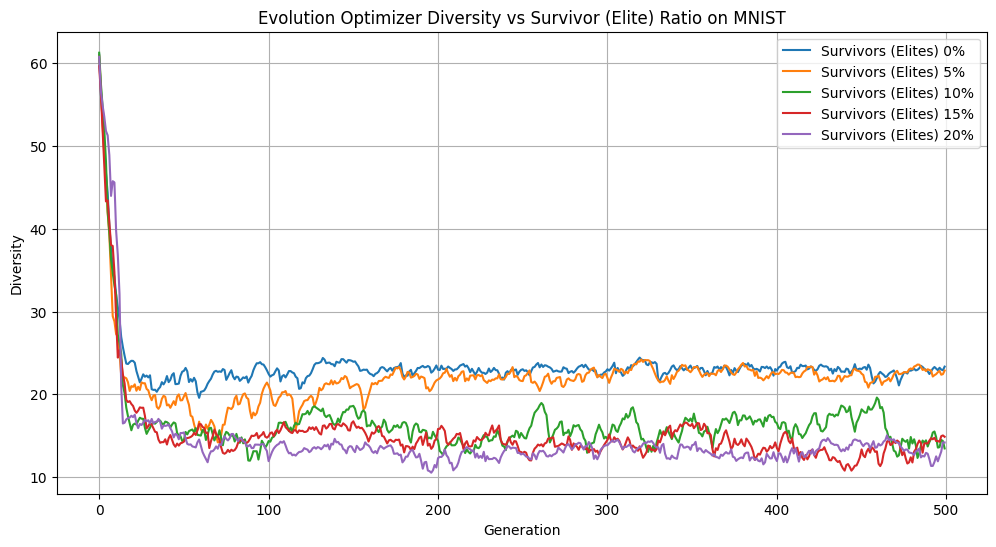 Evolution Optimizer Diversity vs Survivor (Elite) Ratio on MNIST
Survivors (Elites) 0%
Survivors (Elites) 5%
Survivors (Elites) 10%
Survivors (Elites) 15%
Survivors (Elites) 20%
Diversity
60
50
40
30
20
10
0
100
200
300
400
500
Generation